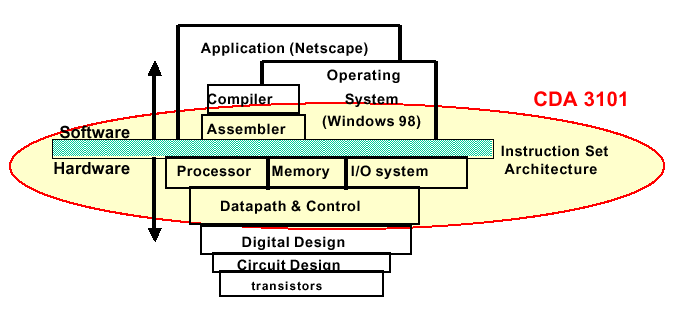 Application (Netscape)
Operating
System
(Windows 98)
Compiler
Assembler
CDA 3101
Software
Hardware
Instruction Set
Architecture
Processor
Memory
I/O system
Datapath & Control
Digital Design
Circuit Design
transistors